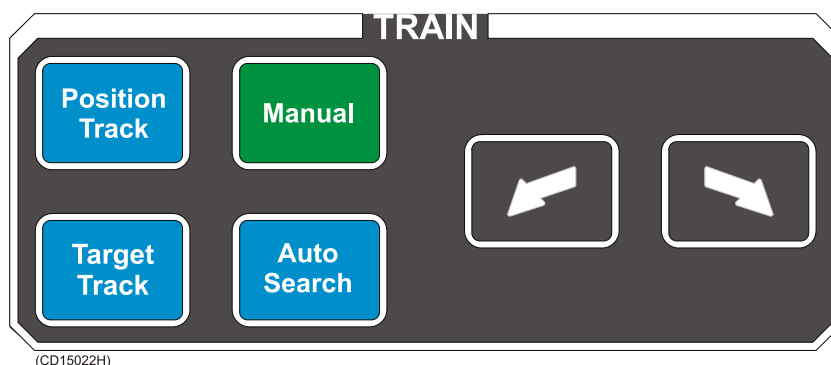 TRAIN
Position
Track
Manual
Target
Track
Auto
Search
(CD15022H)